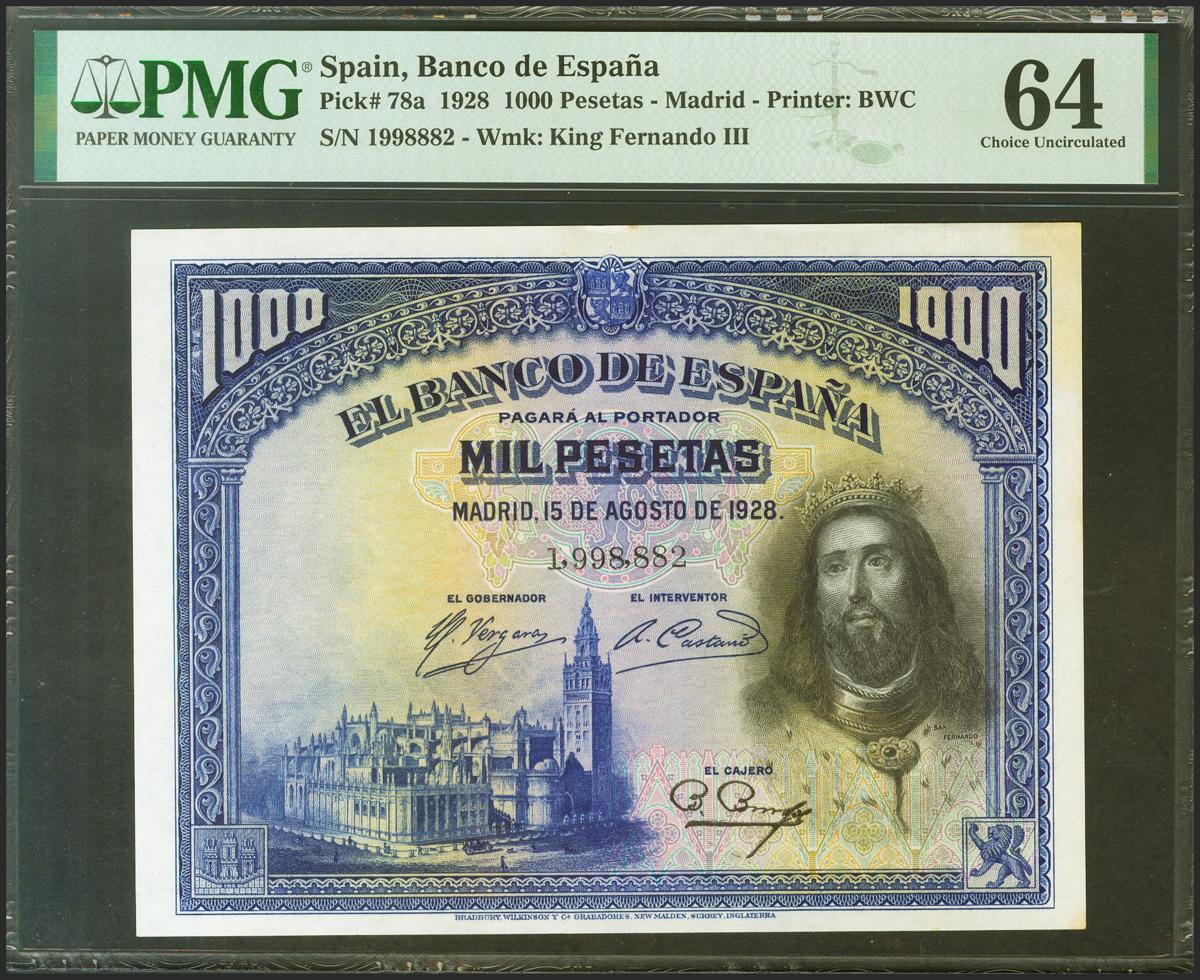 PMG® Spain, Banco de España
Pick# 78a 1928 1000 Pesetas - Madrid - Printer: BWC
PAPER MONEY GUARANTY
S/N 1998882 - Wmk: King Fernando III
64
Choice Uncirculated
1000 1000
EL BANCO DE ESPAÑA
PAGARÁ AL PORTADOR
MIL PESETAS
MADRID, 15 DE AGOSTO DE 1928.
1,998,882
EL GOBERNADOR EL INTERVENTOR
SAN
FERNANDO
EL CAJERO
BRADBURY, WILKINSON Y Cª GRABADORES, NEW MALDEN, SURREY, INGLATERRA